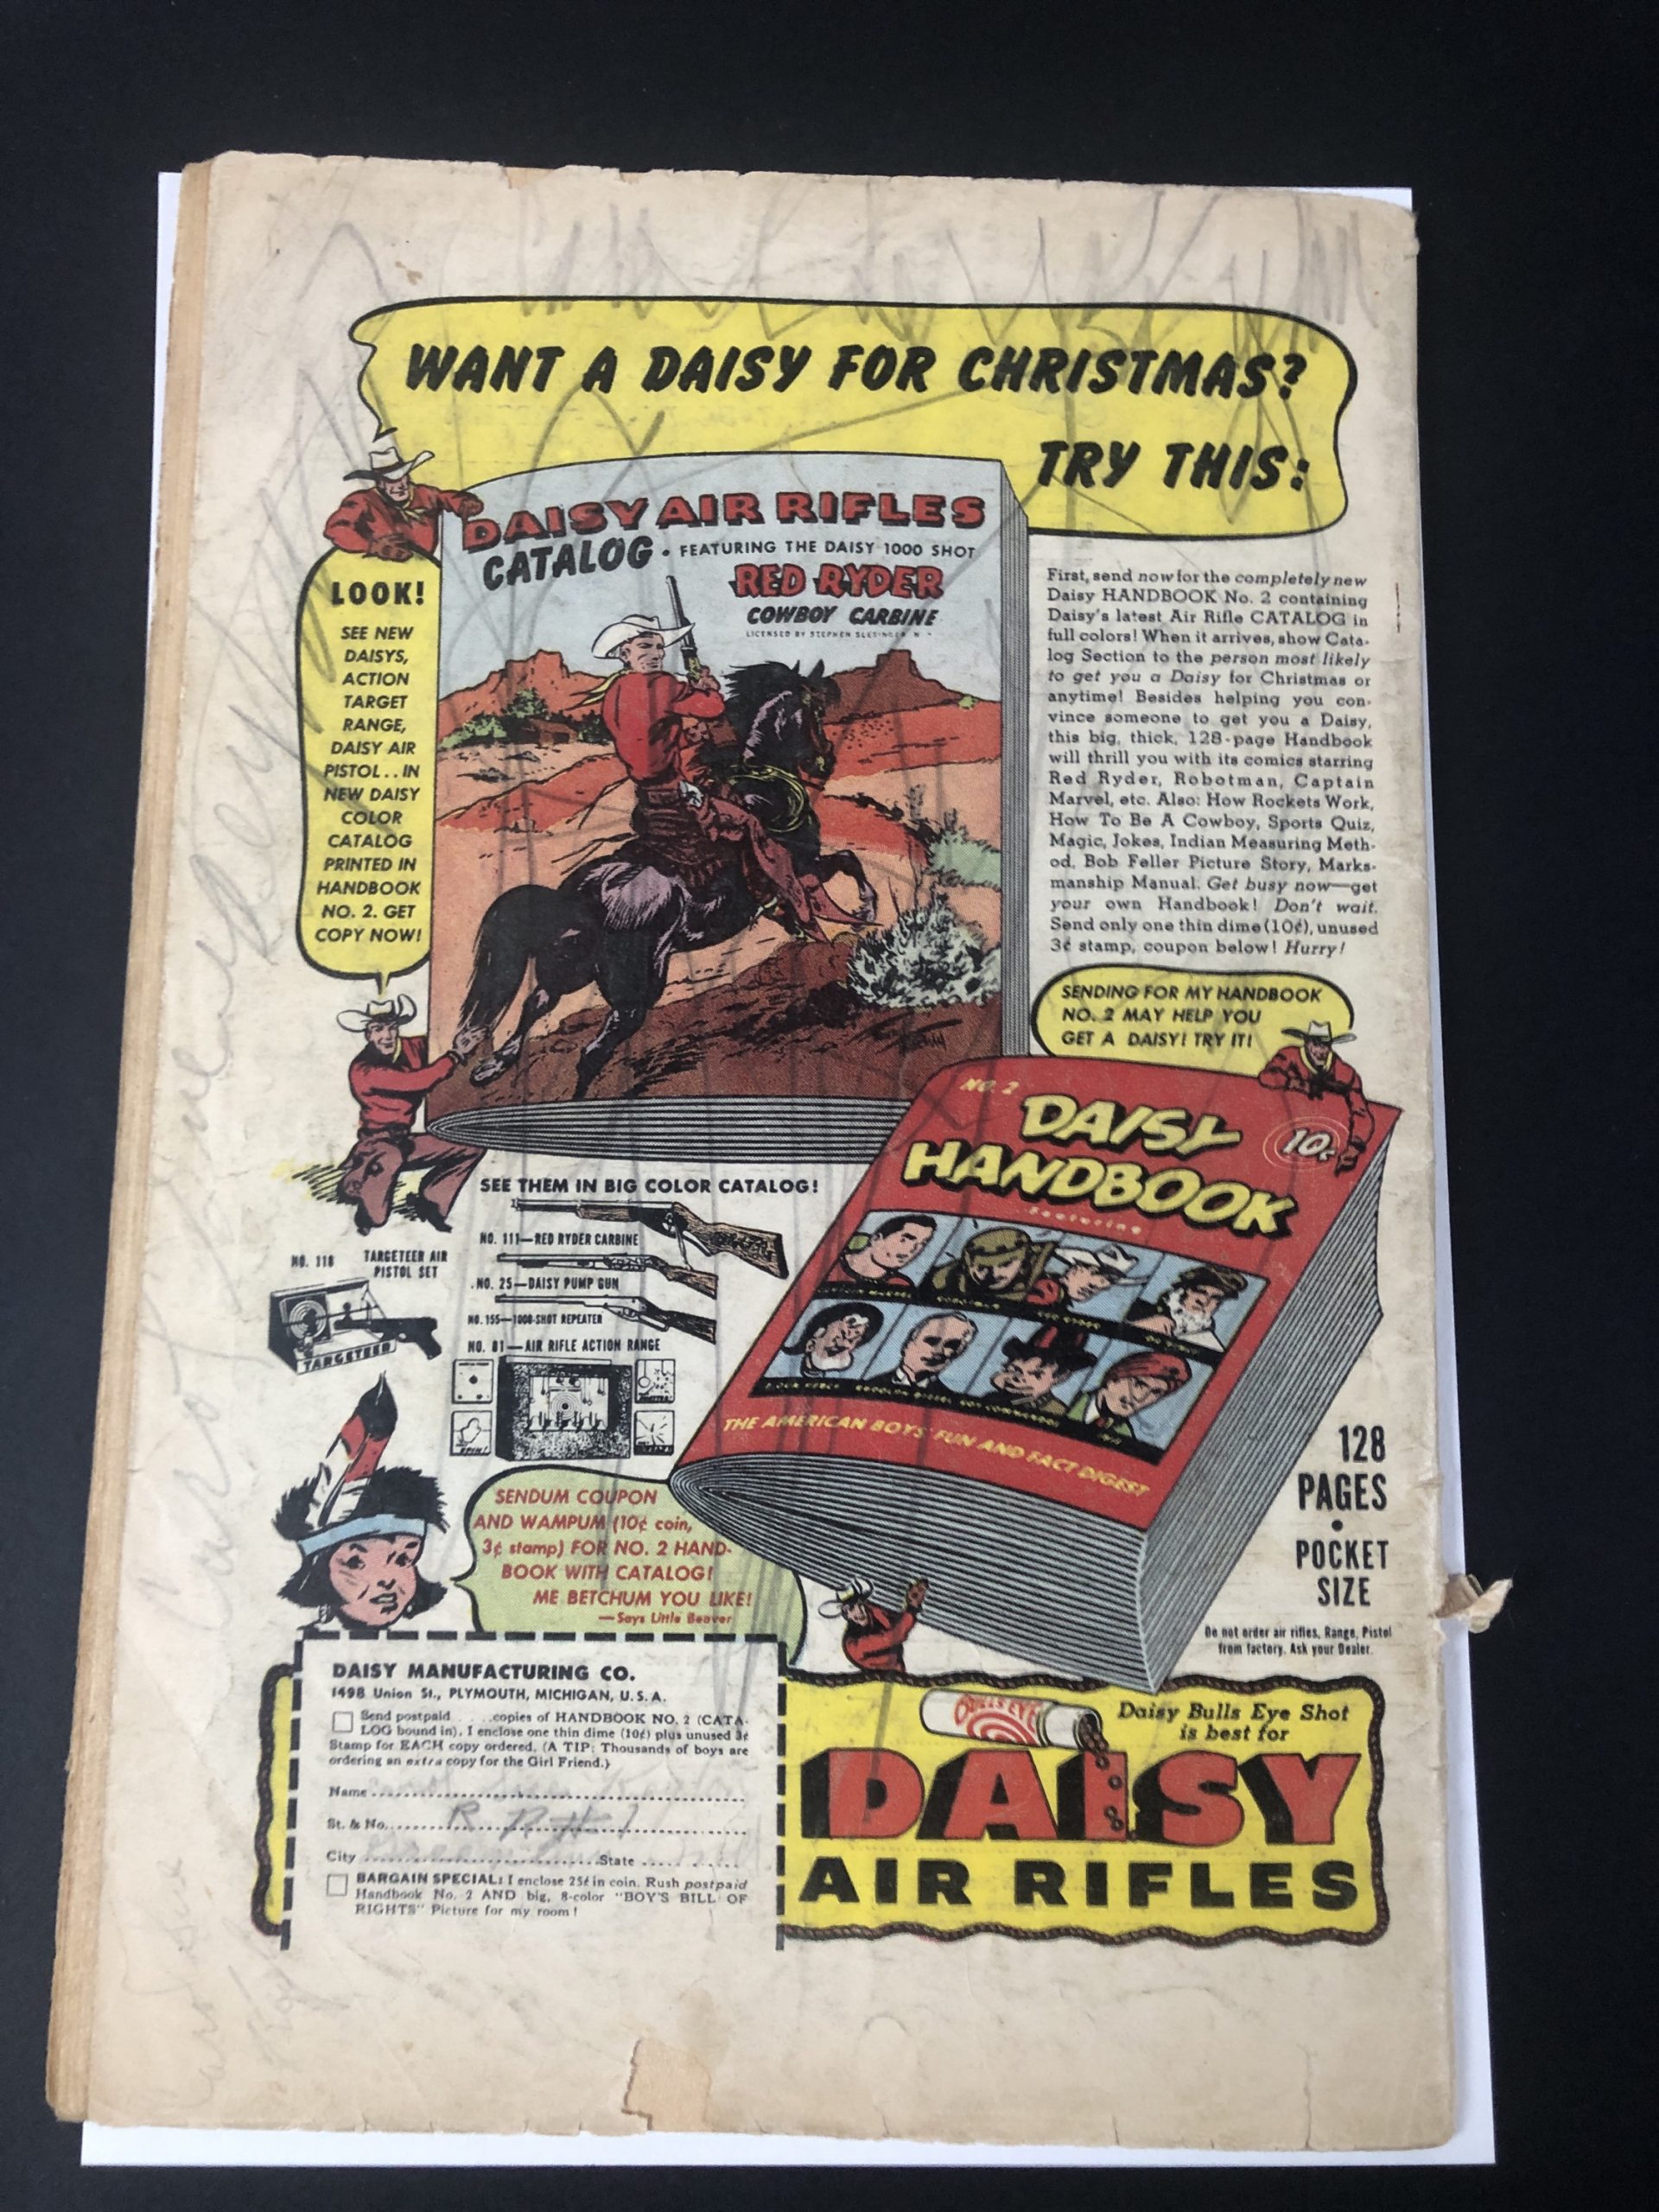 WANT A DAISY FOR CHRISTMAS?
TRY THIS:
DAISY AIR RIFLES
CATALOG • FEATURING THE DAISY 1000 SHOT
RED RYDER
COWBOY CARBINE
LICENSED BY STEPHEN SLESINGER N Y
LOOK!
SEE NEW
DAISYS,
ACTION
TARGET
RANGE,
DAISY AIR
PISTOL..IN
NEW DAISY
COLOR
CATALOG
PRINTED IN
HANDBOOK
NO. 2. GET
COPY NOW!
First, send now for the completely new
Daisy HANDBOOK No. 2 containing
Daisy's latest Air Rifle CATALOG in
full colors! When it arrives, show Cata-
log Section to the person most likely
to get you a Daisy for Christmas or
anytime! Besides helping you con-
vince someone to get you a Daisy,
this big, thick, 128-page Handbook
will thrill you with its comics starring
Red Ryder, Robotman, Captain
Marvel, etc. Also: How Rockets Work,
How To Be A Cowboy, Sports Quiz,
Magic, Jokes, Indian Measuring Meth-
od, Bob Feller Picture Story, Marks-
manship Manual. Get busy now—get
your own Handbook! Don't wait.
Send only one thin dime (10¢), unused
3¢ stamp, coupon below! Hurry!
SENDING FOR MY HANDBOOK
NO. 2 MAY HELP YOU
GET A DAISY! TRY IT!
NO. 2
DAISY
HANDBOOK
10¢
Featuring
CAPTAIN MARVEL ROBOTMAN RED RYDER
BOY COMMANDOS
THE AMERICAN BOYS' FUN AND FACT DIGEST
128
PAGES
•
POCKET
SIZE
Do not order air rifles, Range, Pistol
from factory. Ask your Dealer.
SEE THEM IN BIG COLOR CATALOG!
NO. 111—RED RYDER CARBINE
NO. 25—DAISY PUMP GUN
NO. 155—1000-SHOT REPEATER
NO. 81—AIR RIFLE ACTION RANGE
SPIN!
NO. 118 TARGETEER AIR
PISTOL SET
TARGETEER
SENDUM COUPON
AND WAMPUM (10¢ coin,
3¢ stamp) FOR NO. 2 HAND-
BOOK WITH CATALOG!
ME BETCHUM YOU LIKE!
—Says Little Beaver
DAISY MANUFACTURING CO.
1498 Union St., PLYMOUTH, MICHIGAN, U. S. A.
Send postpaid . . . .copies of HANDBOOK NO. 2 (CATA-
LOG bound in), I enclose one thin dime (10¢) plus unused 3¢
Stamp for EACH copy ordered. (A TIP: Thousands of boys are
ordering an extra copy for the Girl Friend.)
Name
St. & No. R R # 1
City State
BARGAIN SPECIAL: I enclose 25¢ in coin. Rush postpaid
Handbook No. 2 AND big, 8-color "BOY'S BILL OF
RIGHTS" Picture for my room!
BULLS EYE
Daisy Bulls Eye Shot
is best for
DAISY
AIR RIFLES